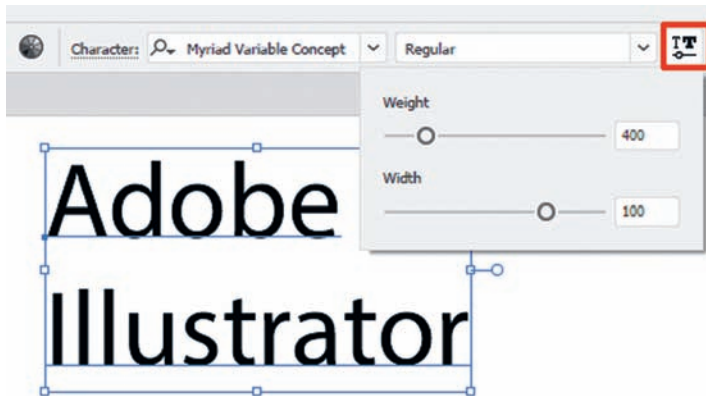 Character: Myriad Variable Concept Regular
Weight
400
Width
100
Adobe
Illustrator